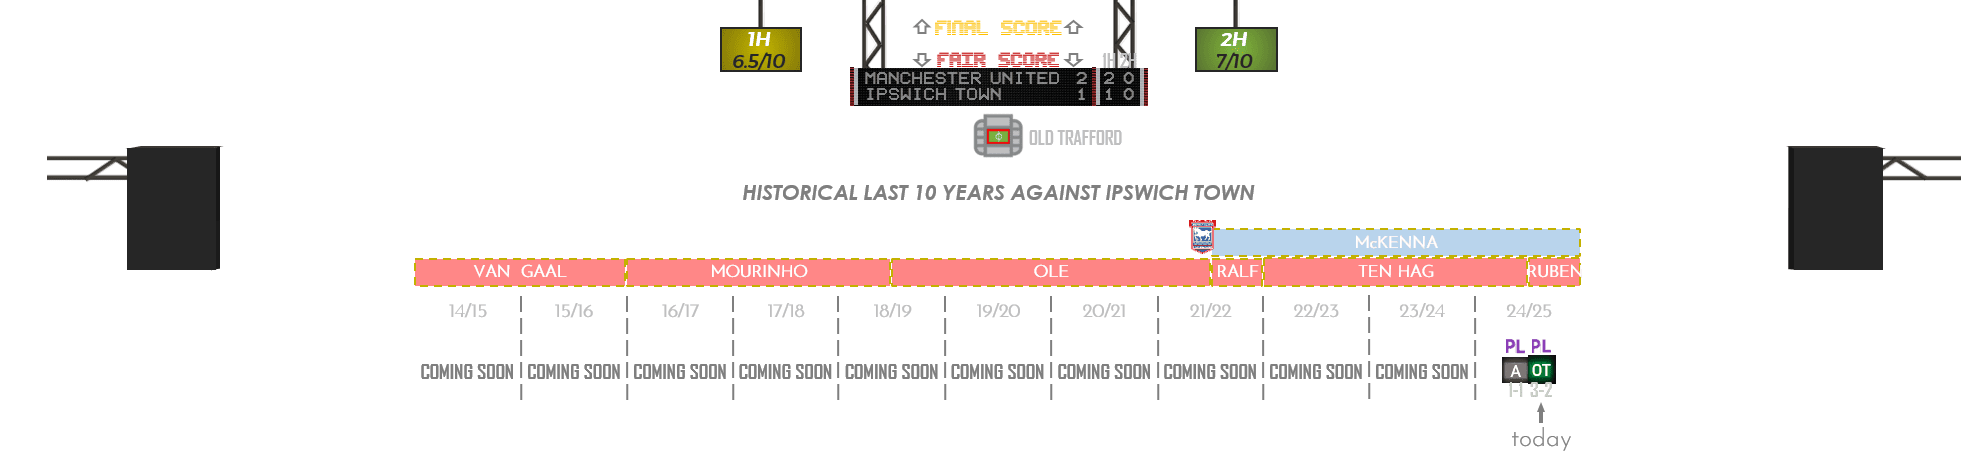 FINAL SCORE
1H
6.5/10
2H
7/10
FAIR SCORE
1H 2H
MANCHESTER UNITED 2 2 0
IPSWICH TOWN 1 1 0
OLD TRAFFORD
HISTORICAL LAST 10 YEARS AGAINST IPSWICH TOWN
McKENNA
VAN GAAL MOURINHO OLE RALF TEN HAG RUBEN
14/15 15/16 16/17 17/18 18/19 19/20 20/21 21/22 22/23 23/24 24/25
PL PL
COMING SOON COMING SOON COMING SOON COMING SOON COMING SOON COMING SOON COMING SOON COMING SOON COMING SOON COMING SOON A OT
1-1 3-2
today